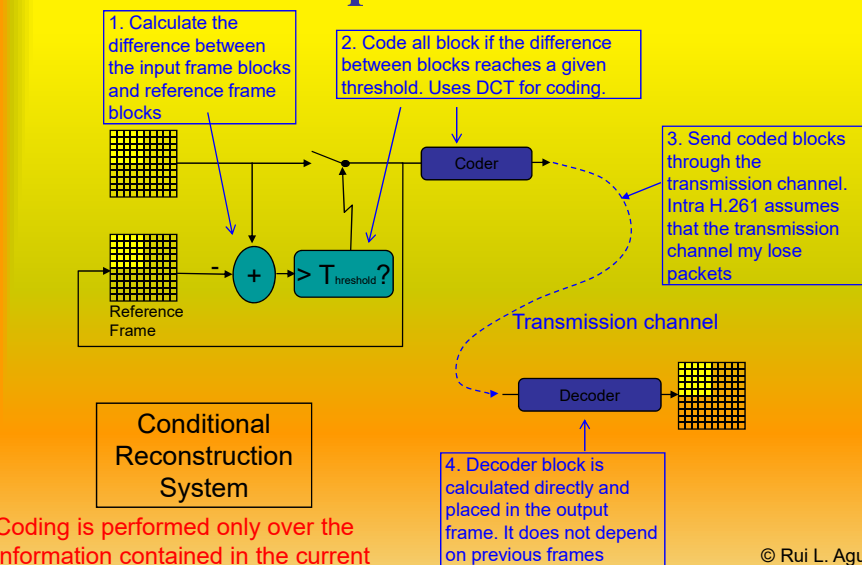 1. Calculate the
difference between
the input frame blocks
and reference frame
blocks
2. Code all block if the difference
between blocks reaches a given
threshold. Uses DCT for coding.
Coder
3. Send coded blocks
through the
transmission channel.
Intra H.261 assumes
that the transmission
channel my lose
packets
-
+
> Threshold?
Reference
Frame
Transmission channel
Decoder
Conditional
Reconstruction
System
4. Decoder block is
calculated directly and
placed in the output
frame. It does not depend
on previous frames
Coding is performed only over the
information contained in the current
© Rui L. Agu